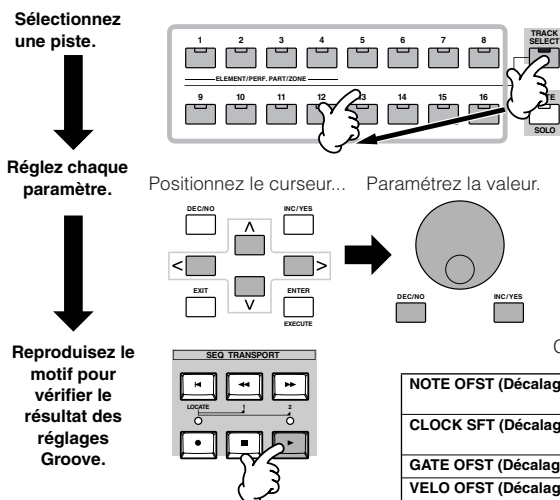 Sélectionnez
une piste.
1 2 3 4 5 6 7 8
TRACK
SELECT
ELEMENT/PERF. PART/ZONE
9 10 11 12 13 14 15 16
SOLO
Réglez chaque
paramètre.
Positionnez le curseur... Paramétrez la valeur.
DEC/NO INC/YES
EXIT ENTER
EXECUTE
DEC/NO INC/YES
Reproduisez le
motif pour
vérifier le
résultat des
réglages
Groove.
SEQ TRANSPORT
LOCATE 1 2
NOTE OFST (Décalag
CLOCK SFT (Décalag
GATE OFST (Décalag
VELO OFST (Décalag